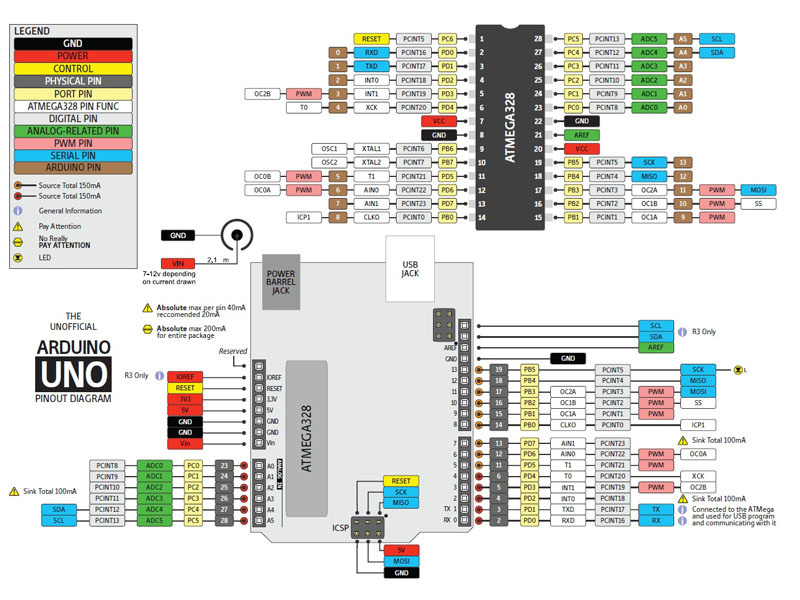 LEGEND
GND
POWER
CONTROL
PHYSICAL PIN
PORT PIN
ATMEGA328 PIN FUNC
DIGITAL PIN
ANALOG-RELATED PIN
PWM PIN
SERIAL PIN
ARDUINO PIN
Source Total 150mA
Source Total 150mA
General Information
Pay Attention
No Really
PAY ATTENTION
LED
RESET PCINT5 PC6 1
0 RXD PCINT16 PD0 2
1 TXD PCINT17 PD1 3
2 INT0 PCINT18 PD2 4
OC2B PWM 3 INT1 PCINT19 PD3 5
T0 4 XCK PCINT20 PD4 6
VCC 7
GND 8
OSC1 XTAL1 PCINT6 PB6 9
OSC2 XTAL2 PCINT7 PB7 10
OC0B PWM 5 T1 PCINT21 PD5 11
OC0A PWM 6 AIN0 PCINT22 PD6 12
7 AIN1 PCINT23 PD7 13
ICP1 8 CLKO PCINT0 PB0 14
ATMEGA328
28 PC5 PCINT13 ADC5 A5 SCL
27 PC4 PCINT12 ADC4 A4 SDA
26 PC3 PCINT11 ADC3 A3
25 PC2 PCINT10 ADC2 A2
24 PC1 PCINT9 ADC1 A1
23 PC0 PCINT8 ADC0 A0
22 GND
21 AREF
20 VCC
19 PB5 PCINT5 SCK 13
18 PB4 PCINT4 MISO 12
17 PB3 PCINT3 OC2A 11 PWM MOSI
16 PB2 PCINT2 OC1B 10 PWM SS
15 PB1 PCINT1 OC1A 9 PWM
GND
VIN 2,1 m
7-12v depending
on current drawn
POWER
BARREL
JACK
USB
JACK
Absolute max per pin 40mA
reccomended 20mA
Absolute max 200mA
for entire package
THE
UNOFFICIAL
ARDUINO
UNO
PINOUT DIAGRAM
Reserved
R3 Only
IOREF IOREF
RESET RESET
3V3 3,3V
5V 5V
GND GND
GND GND
Vin Vin
ATMEGA328
PCINT8 ADC0 PC0 23 A0
PCINT9 ADC1 PC1 24 A1
PCINT10 ADC2 PC2 25 A2
PCINT11 ADC3 PC3 26 A3
SDA PCINT12 ADC4 PC4 27 A4
SCL PCINT13 ADC5 PC5 28 A5
Sink Total 100mA
SCL
SDA
R3 Only
AREF AREF
GND GND
13 19 PB5 PCINT5 SCK L
12 18 PB4 PCINT4 MISO
11 17 PB3 OC2A PCINT3 PWM MOSI
10 16 PB2 OC1B PCINT2 PWM SS
9 15 PB1 OC1A PCINT1 PWM
8 14 PB0 CLKO PCINT0 ICP1
7 13 PD7 AIN1 PCINT23
Sink Total 100mA
6 12 PD6 AIN0 PCINT22 PWM OC0A
5 11 PD5 T1 PCINT21 PWM
4 6 PD4 T0 PCINT20 XCK
3 5 PD3 INT1 PCINT19 PWM OC2B
2 4 PD2 INT0 PCINT18
Sink Total 100mA
TX 1 3 PD1 TXD PCINT17 TX
RX 0 2 PD0 RXD PCINT16 RX
Connected to the ATMega
and used for USB program
and communicating with it
RESET
SCK
MISO
ICSP
5V
MOSI
GND